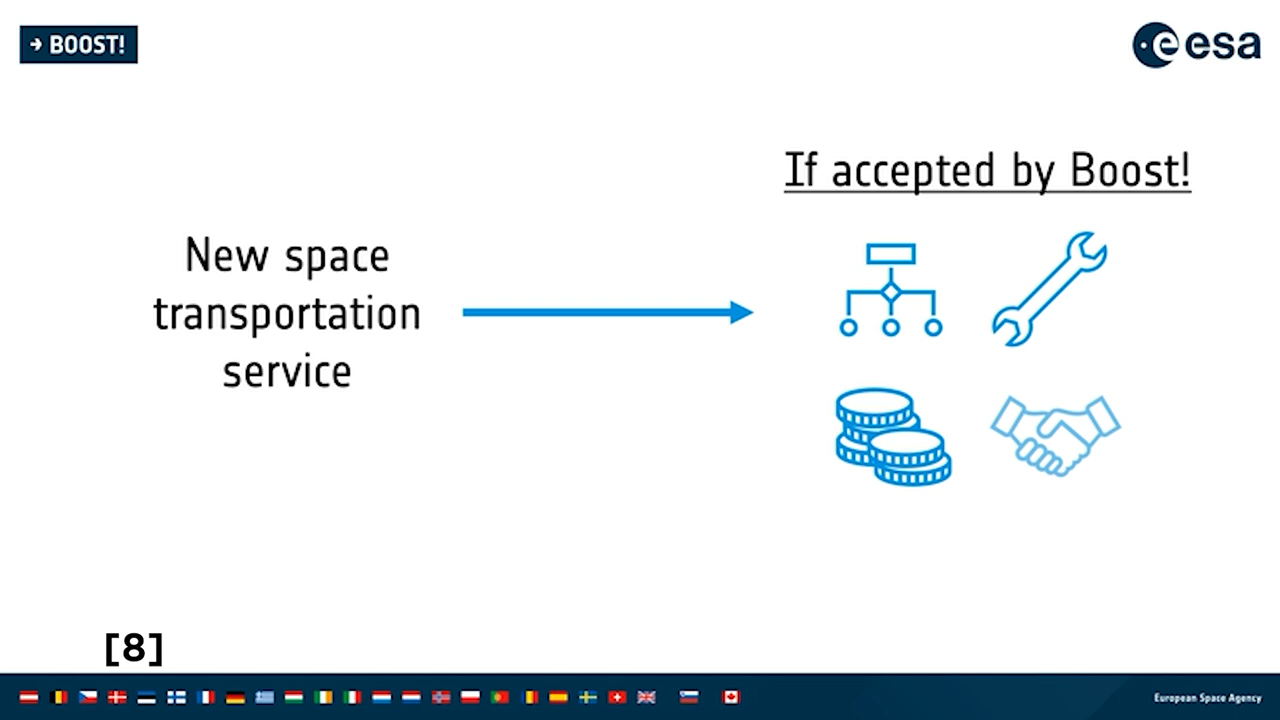 → BOOST!
esa
If accepted by Boost!
New space
transportation
service
[8]
European Space Agency